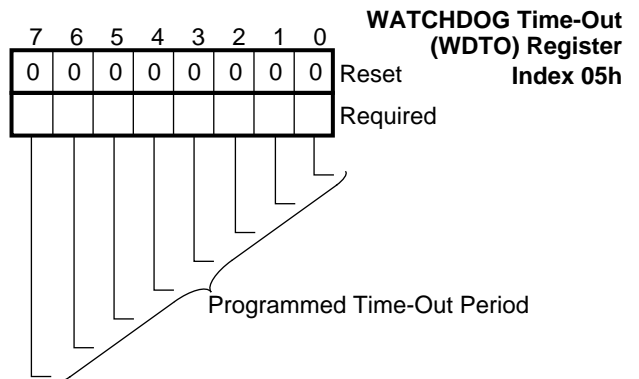 WATCHDOG Time-Out
(WDTO) Register
Index 05h
7 6 5 4 3 2 1 0
0 0 0 0 0 0 0 0 Reset
Required
Programmed Time-Out Period